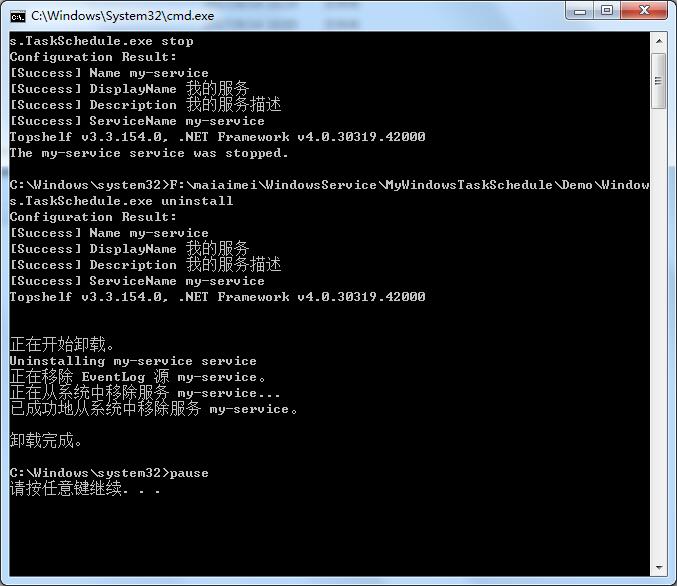 C:\Windows\System32\cmd.exe
s.TaskSchedule.exe stop
Configuration Result:
[Success] Name my-service
[Success] DisplayName 我的服务
[Success] Description 我的服务描述
[Success] ServiceName my-service
Topshelf v3.3.154.0, .NET Framework v4.0.30319.42000
The my-service service was stopped.
C:\Windows\system32>F:\maiaimei\WindowsService\MyWindowsTaskSchedule\Demo\Window
s.TaskSchedule.exe uninstall
Configuration Result:
[Success] Name my-service
[Success] DisplayName 我的服务
[Success] Description 我的服务描述
[Success] ServiceName my-service
Topshelf v3.3.154.0, .NET Framework v4.0.30319.42000
正在开始卸载。
Uninstalling my-service service
正在移除 EventLog 源 my-service。
正在从系统中移除服务 my-service...
已成功地从系统中移除服务 my-service。
卸载完成。
C:\Windows\system32>pause
请按任意键继续. . .